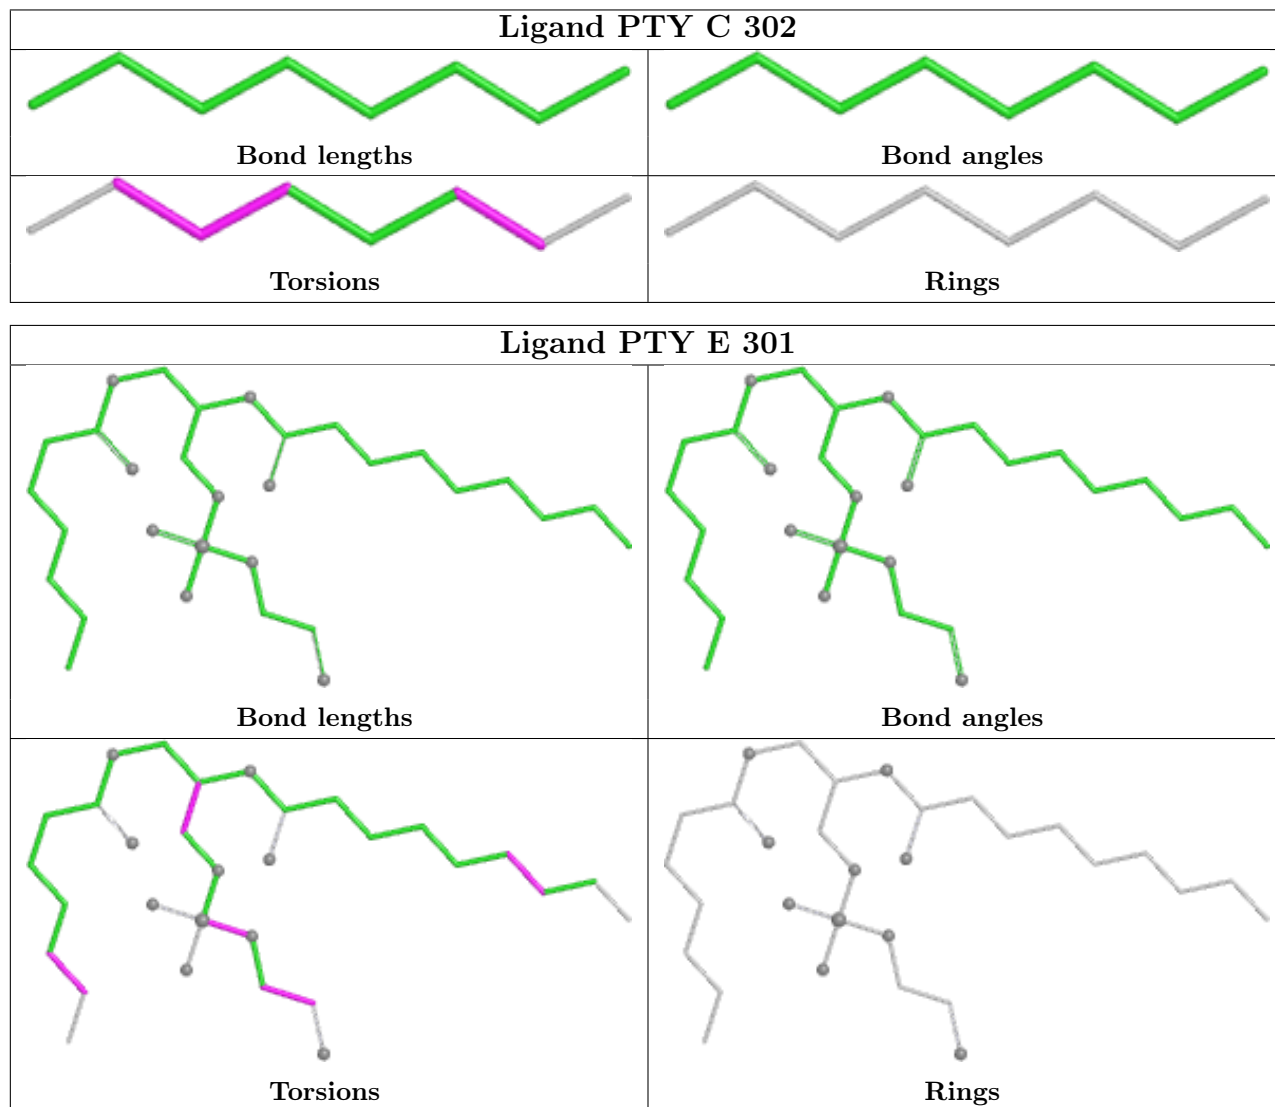 Ligand PTY C 302
Bond lengths
Bond angles
Torsions
Rings
Ligand PTY E 301
Bond lengths
Bond angles
Torsions
Rings